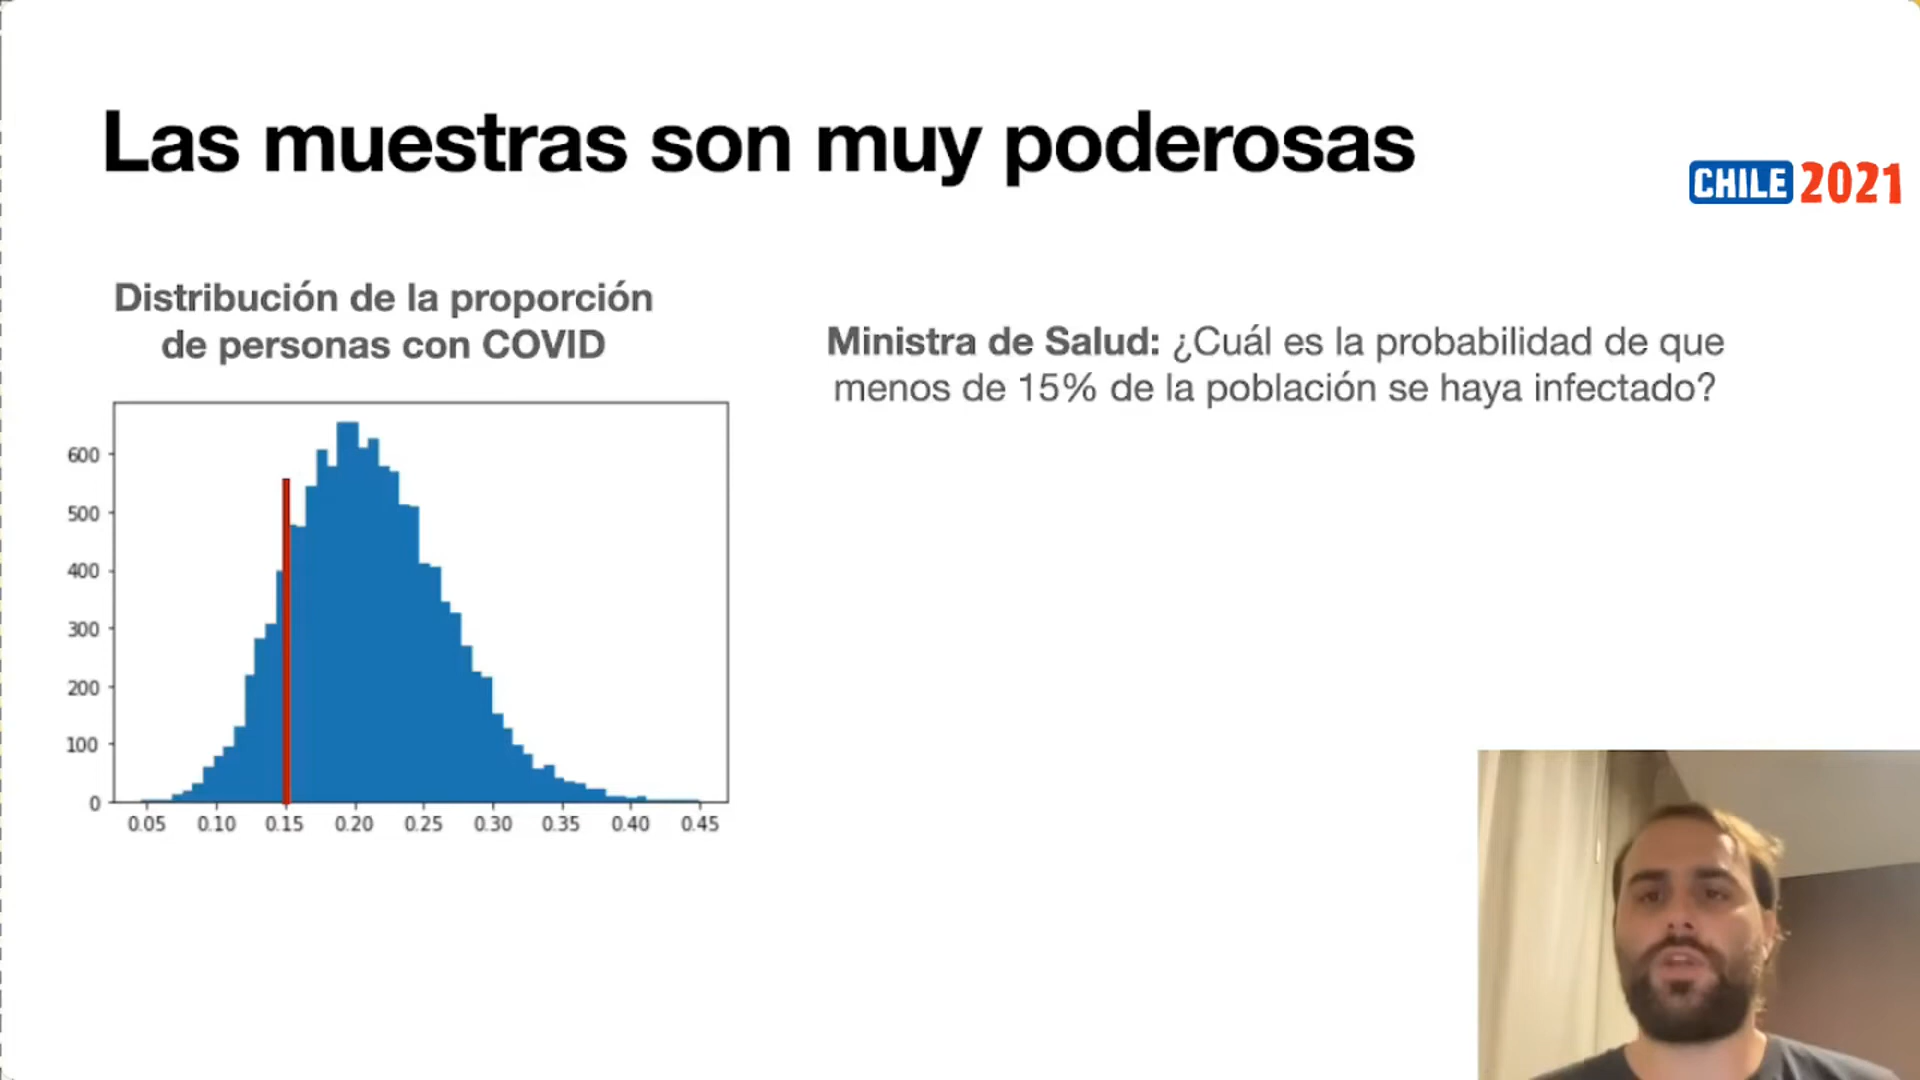 Las muestras son muy poderosas
CHILE 2021
Distribución de la proporción
de personas con COVID
Ministra de Salud: ¿Cuál es la probabilidad de que
menos de 15% de la población se haya infectado?
600
500
400
300
200
100
0
0.05 0.10 0.15 0.20 0.25 0.30 0.35 0.40 0.45